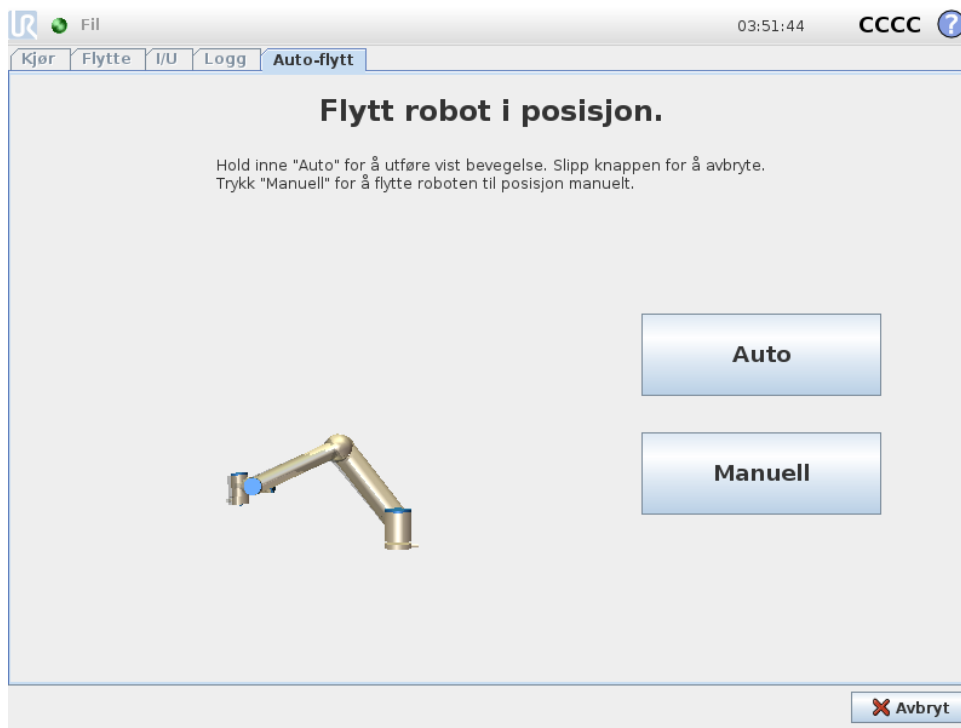 UR Fil 03:51:44 CCCC ?
Kjør Flytte I/U Logg Auto-flytt
Flytt robot i posisjon.
Hold inne "Auto" for å utføre vist bevegelse. Slipp knappen for å avbryte.
Trykk "Manuell" for å flytte roboten til posisjon manuelt.
Auto
Manuell
Avbryt